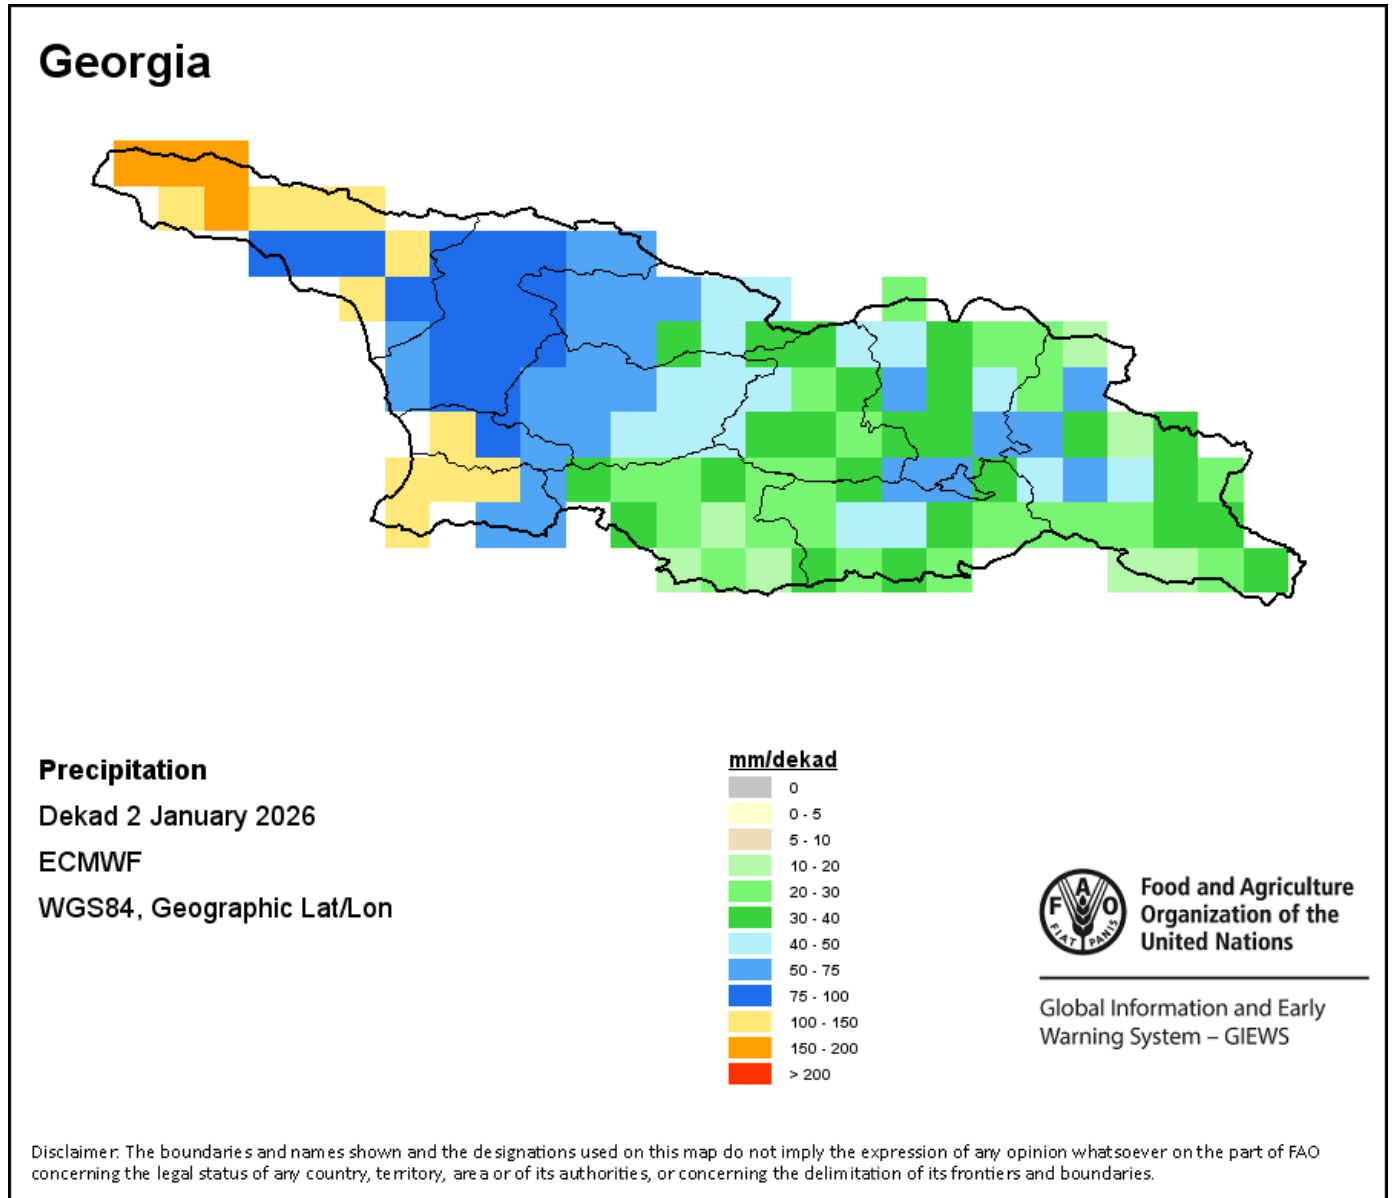 Georgia
Precipitation
Dekad 2 January 2026
ECMWF
WGS84, Geographic Lat/Lon
mm/dekad
0
0 - 5
5 - 10
10 - 20
20 - 30
30 - 40
40 - 50
50 - 75
75 - 100
100 - 150
150 - 200
> 200
F A O
FIAT PANIS
Food and Agriculture
Organization of the
United Nations
Global Information and Early
Warning System – GIEWS
Disclaimer: The boundaries and names shown and the designations used on this map do not imply the expression of any opinion whatsoever on the part of FAO
concerning the legal status of any country, territory, area or of its authorities, or concerning the delimitation of its frontiers and boundaries.